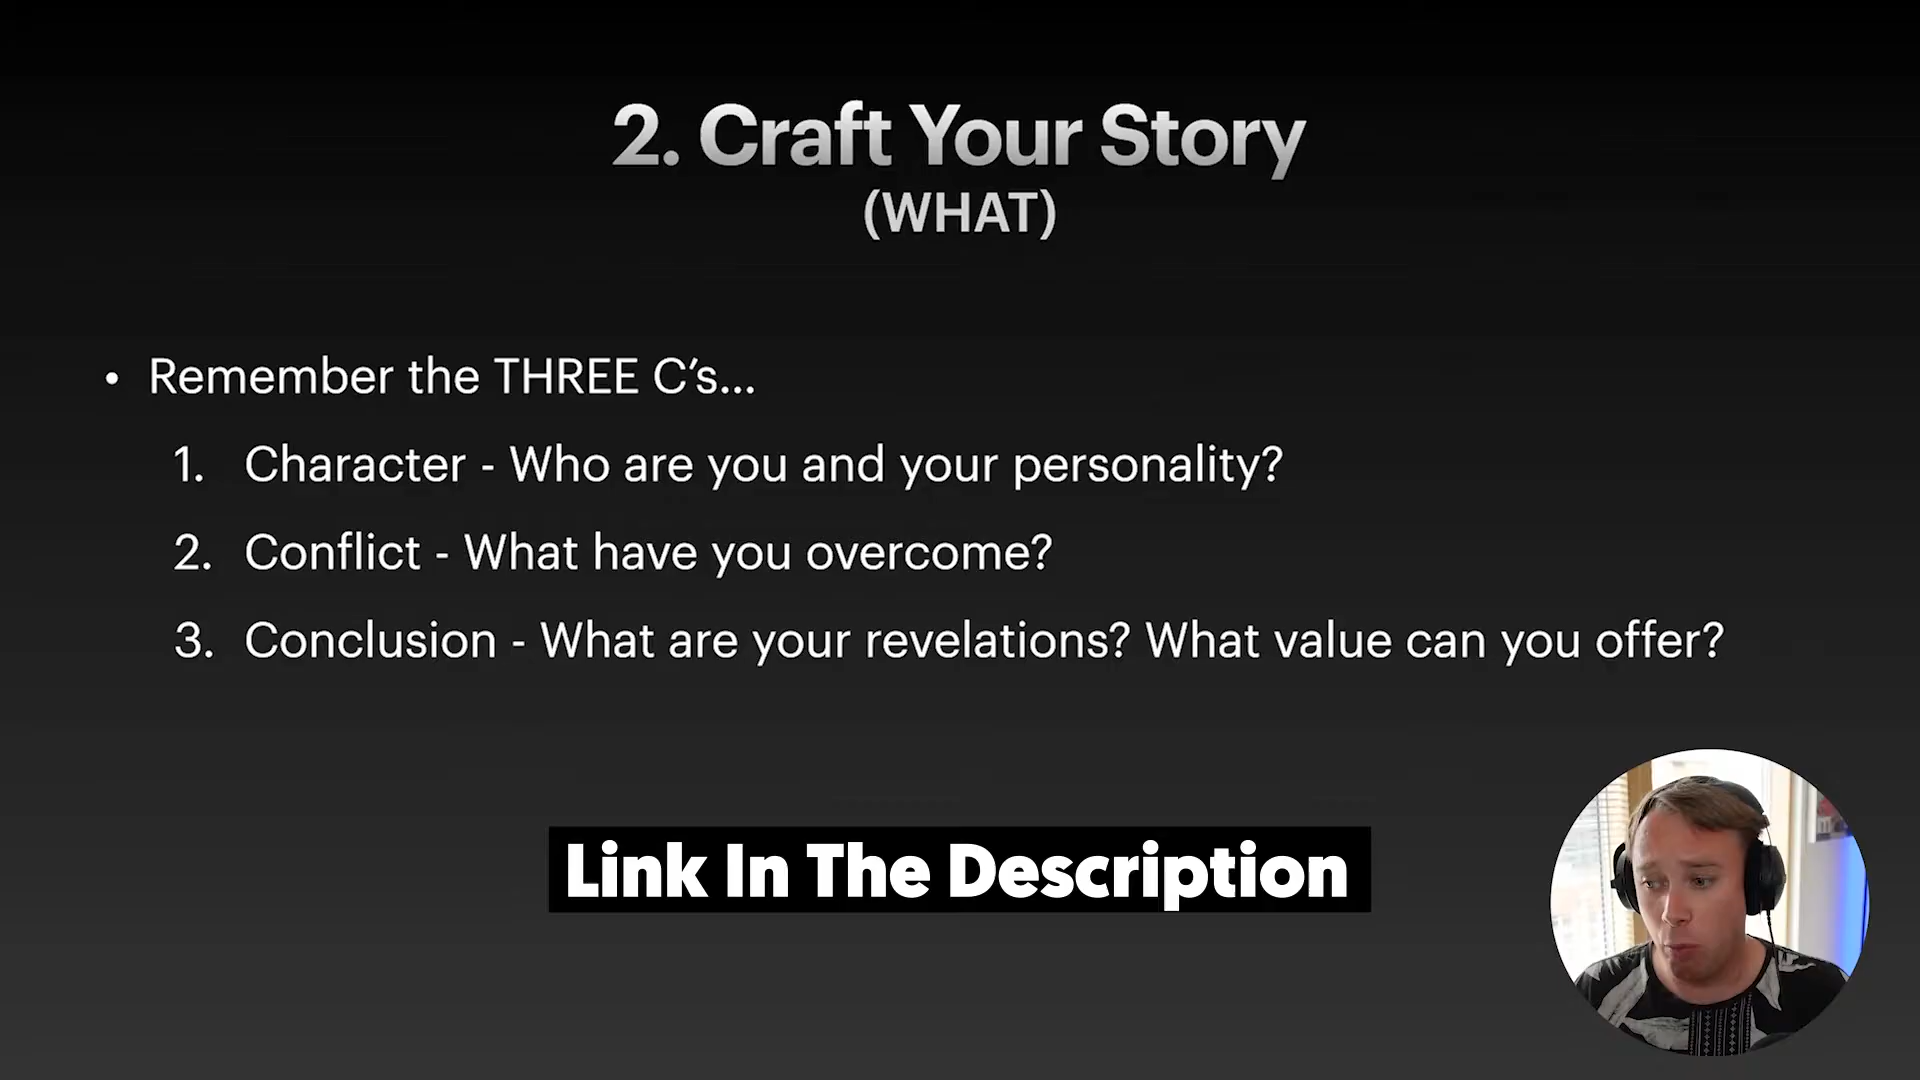 2. Craft Your Story
(WHAT)
• Remember the THREE C’s...
1. Character - Who are you and your personality?
2. Conflict - What have you overcome?
3. Conclusion - What are your revelations? What value can you offer?
Link In The Description